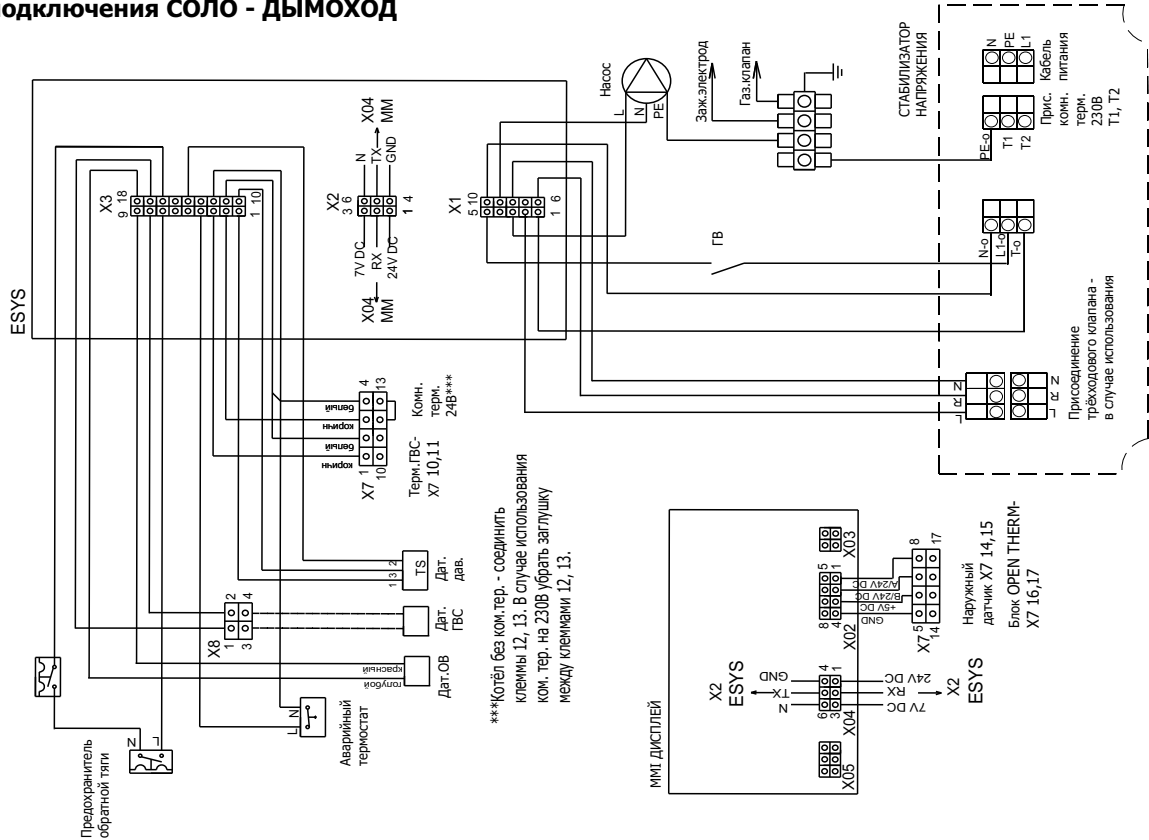 подключения СОЛО - ДЫМОХОД
ESYS
Предохранитель
обратной тяги
N
L
Аварийный
термостат
L
N
Дат.ОВ
голубой
красный
X8
1
2
3
4
Дат.
ГВС
Дат.
дав.
TS
1
3
2
X7
1
4
10
13
коричн
белый
коричн
белый
Терм.ГВС-
X7 10,11
Комн.
терм.
24В***
X3
9
18
1
10
X2
3
6
1
4
7V DC
RX
24V DC
N
TX
GND
X04
MM
X04
MM
X1
5
10
1
6
Насос
L
N
PE
Заж.электрод
Газ.клапан
ГВ
СТАБИЛИЗАТОР
НАПРЯЖЕНИЯ
N
PE
L1
Кабель
питания
PE-o
T1
T2
Прис.
комн.
терм.
230В
T1, T2
N-o
L1-o
T-o
L
R
N
L
R
N
Присоединение
трёхходового клапана -
в случае использования
***Котёл без ком.тер. - соединить
клеммы 12, 13. В случае использования
ком. тер. на 230В убрать заглушку
между клеммами 12, 13.
MMI ДИСПЛЕЙ
X05
X04
6
4
3
1
N
TX
GND
X2
ESYS
7V DC
RX
24V DC
X2
ESYS
X02
8
5
4
1
X03
GND
+5V DC
B/24V DC
A/24V DC
X7
5
8
14
17
Наружный
датчик X7 14,15
Блок OPEN THERM-
X7 16,17